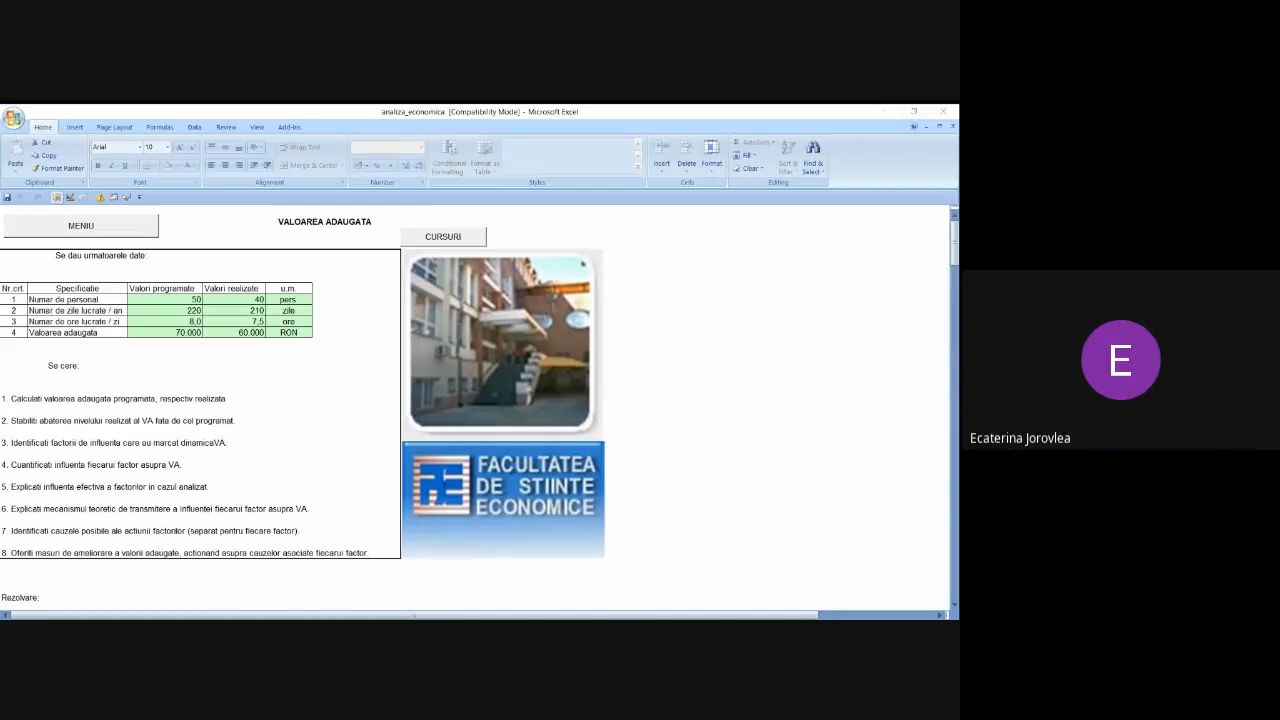 analiza_economica [Compatibility Mode] - Microsoft Excel
Home Insert Page Layout Formulas Data Review View Add-Ins
Paste Cut Copy Format Painter Clipboard
Arial 10 Font
Wrap Text Merge & Center Alignment
Number
Conditional Formatting Format as Table Styles
Insert Delete Format Cells
AutoSum Fill Clear Sort & Filter Find & Select Editing
MENIU
VALOAREA ADAUGATA
CURSURI
Se dau urmatoarele date:
Nr.crt. Specificatie Valori programate Valori realizate u.m.
1 Numar de personal 50 40 pers
2 Numar de zile lucrate / an 220 210 zile
3 Numar de ore lucrate / zi 8,0 7,5 ore
4 Valoarea adaugata 70.000 60.000 RON
Se cere:
1. Calculati valoarea adaugata programata, respectiv realizata
2. Stabiliti abaterea nivelului realizat al VA fata de cel programat.
3. Identificati factorii de influenta care au marcat dinamicaVA.
4. Cuantificati influenta fiecarui factor asupra VA.
5. Explicati influenta efectiva a factorilor in cazul analizat.
6. Explicati mecanismul teoretic de transmitere a influentei fiecarui factor asupra VA.
7. Identificati cauzele posibile ale actiunii factorilor (separat pentru fiecare factor).
8. Oferiti masuri de ameliorare a valorii adaugate, actionand asupra cauzelor asociate fiecarui factor.
Rezolvare:
FACULTATEA
DE STIINTE
ECONOMICE
E
Ecaterina Jorovlea